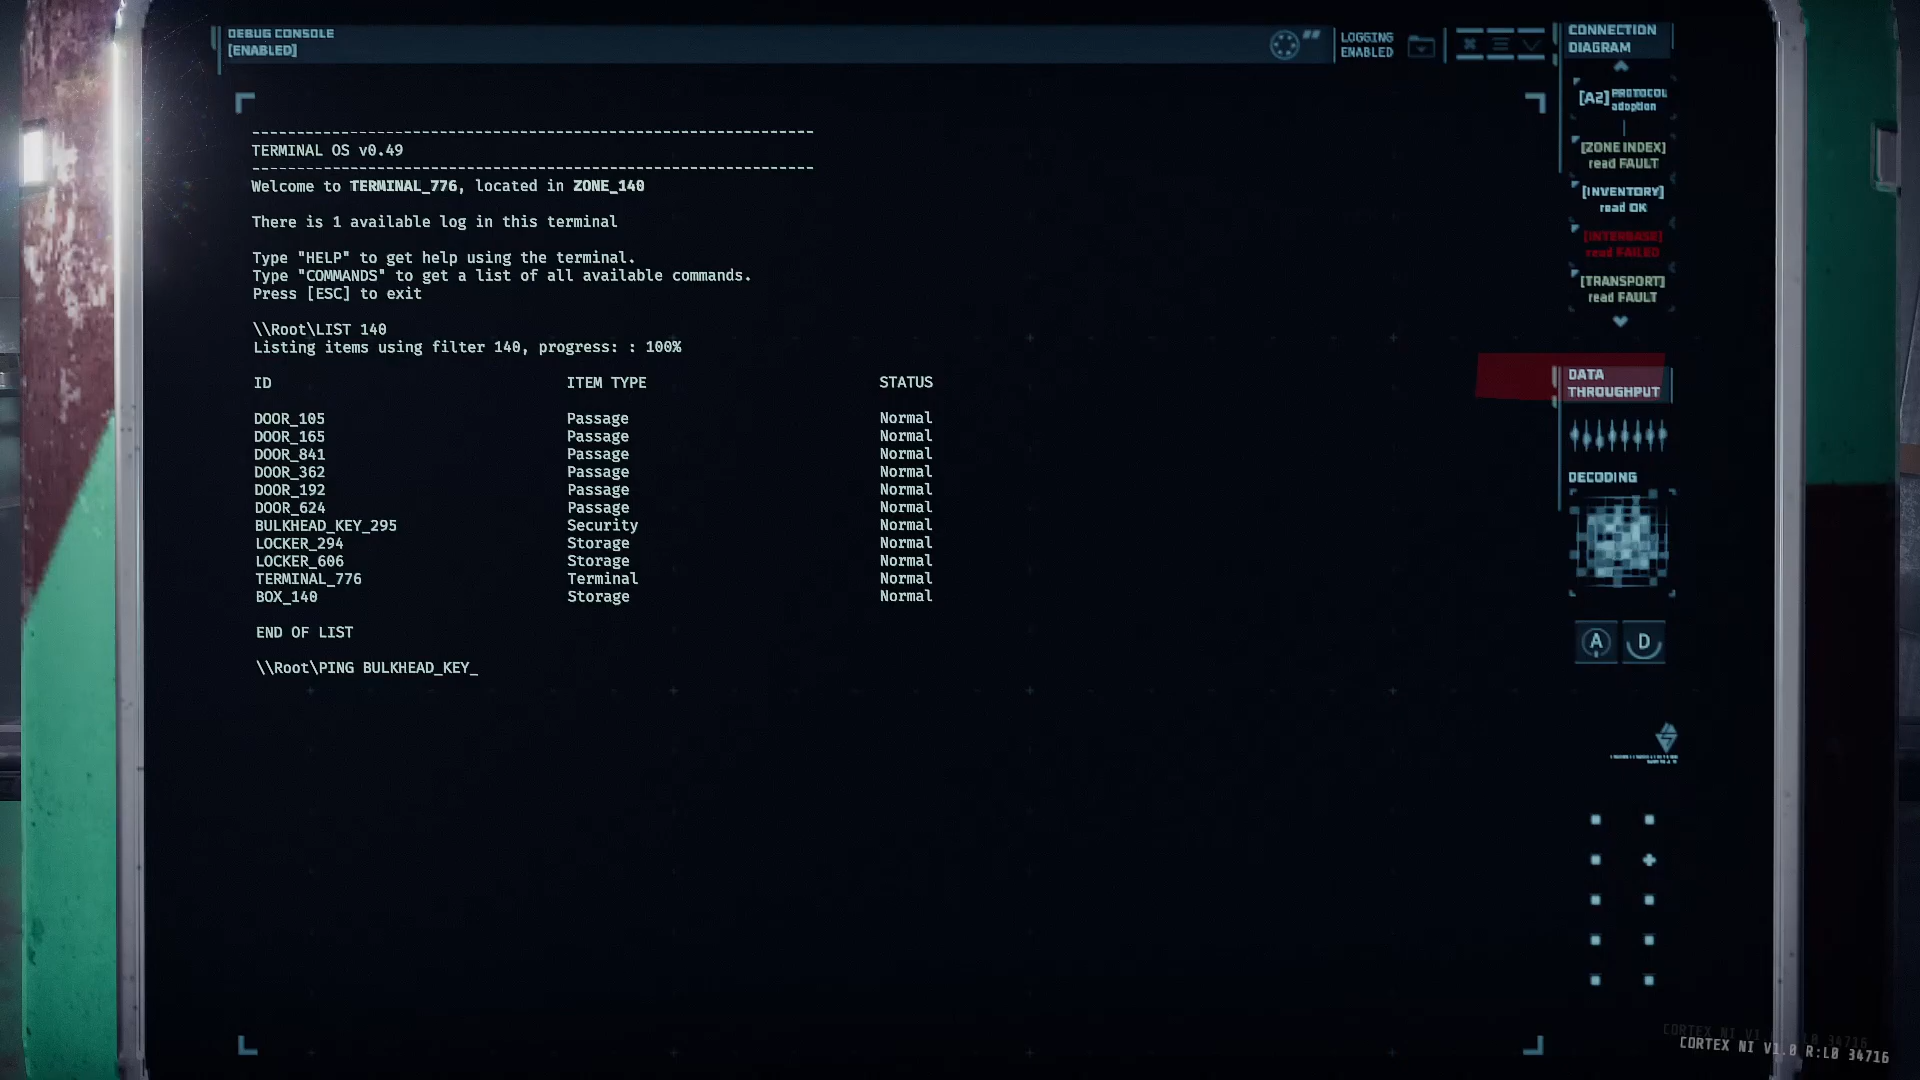 DEBUG CONSOLE
[ENABLED]
LOGGING
ENABLED
--------------------------------------------------------------
TERMINAL OS v0.49
--------------------------------------------------------------
Welcome to TERMINAL_776, located in ZONE_140
There is 1 available log in this terminal
Type "HELP" to get help using the terminal.
Type "COMMANDS" to get a list of all available commands.
Press [ESC] to exit
\\Root\LIST 140
Listing items using filter 140, progress: : 100%
ID ITEM TYPE STATUS
DOOR_105 Passage Normal
DOOR_165 Passage Normal
DOOR_841 Passage Normal
DOOR_362 Passage Normal
DOOR_192 Passage Normal
DOOR_624 Passage Normal
BULKHEAD_KEY_295 Security Normal
LOCKER_294 Storage Normal
LOCKER_606 Storage Normal
TERMINAL_776 Terminal Normal
BOX_140 Storage Normal
END OF LIST
\\Root\PING BULKHEAD_KEY_
CONNECTION
DIAGRAM
[A2] PROTOCOL
adoption
[ZONE INDEX]
read FAULT
[INVENTORY]
read OK
[INTERBASE]
read FAILED
[TRANSPORT]
read FAULT
DATA
THROUGHPUT
DECODING
A D
CORTEX NI V1.0 R:L0 34716